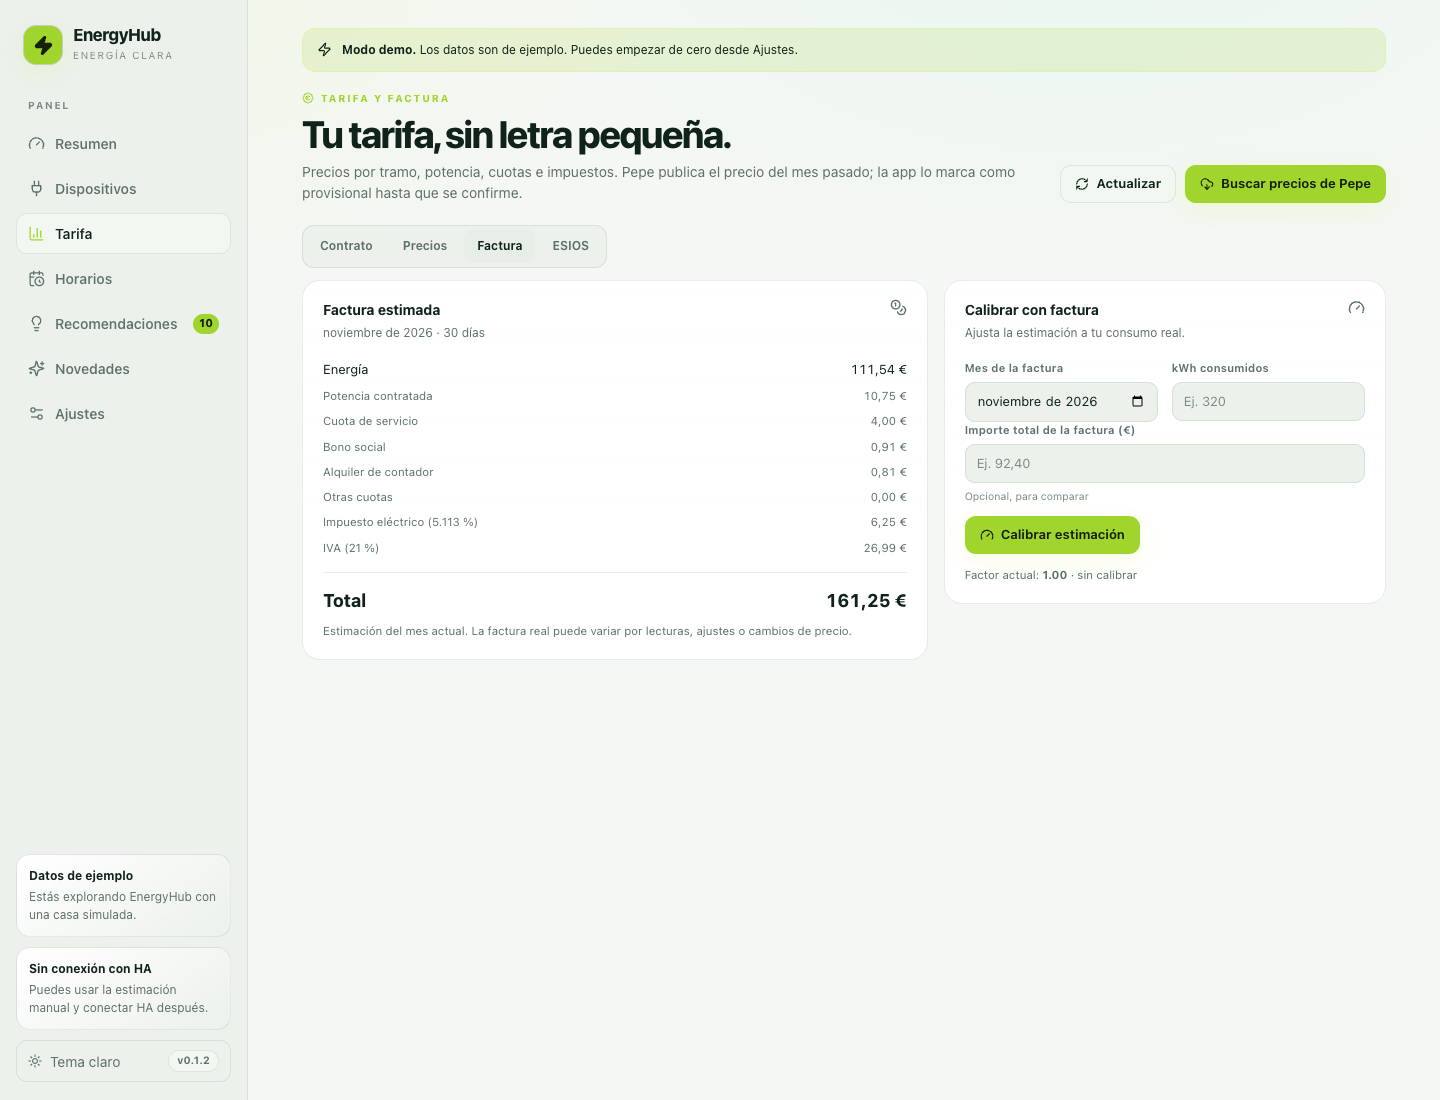 EnergyHub
ENERGÍA CLARA
PANEL
Resumen
Dispositivos
Tarifa
Horarios
Recomendaciones 10
Novedades
Ajustes
Datos de ejemplo
Estás explorando EnergyHub con
una casa simulada.
Sin conexión con HA
Puedes usar la estimación
manual y conectar HA después.
Tema claro v0.1.2
Modo demo. Los datos son de ejemplo. Puedes empezar de cero desde Ajustes.
TARIFA Y FACTURA
Tu tarifa, sin letra pequeña.
Precios por tramo, potencia, cuotas e impuestos. Pepe publica el precio del mes pasado; la app lo marca como
provisional hasta que se confirme.
Actualizar
Buscar precios de Pepe
Contrato Precios Factura ESIOS
Factura estimada
noviembre de 2026 · 30 días
Energía 111,54 €
Potencia contratada 10,75 €
Cuota de servicio 4,00 €
Bono social 0,91 €
Alquiler de contador 0,81 €
Otras cuotas 0,00 €
Impuesto eléctrico (5.113 %) 6,25 €
IVA (21 %) 26,99 €
Total 161,25 €
Estimación del mes actual. La factura real puede variar por lecturas, ajustes o cambios de precio.
Calibrar con factura
Ajusta la estimación a tu consumo real.
Mes de la factura kWh consumidos
noviembre de 2026 Ej. 320
Importe total de la factura (€)
Ej. 92,40
Opcional, para comparar
Calibrar estimación
Factor actual: 1.00 · sin calibrar